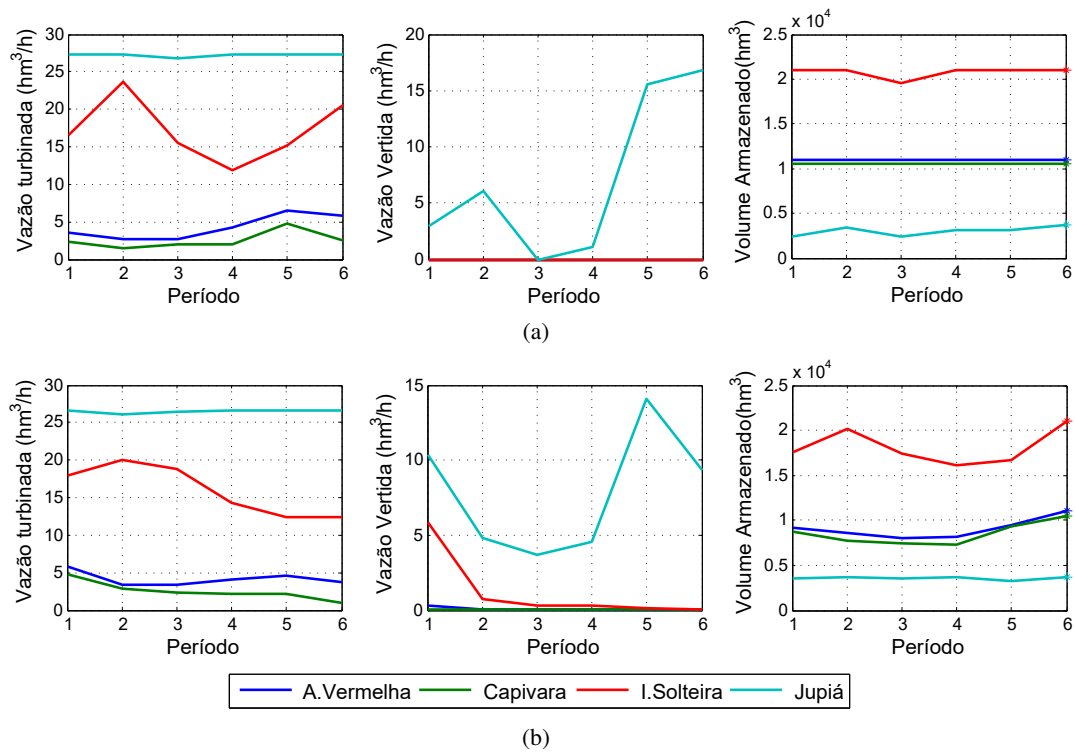 Vazão turbinada (hm³/h)
30
25
20
15
10
5
0
1 2 3 4 5 6
Período
Vazão Vertida (hm³/h)
20
15
10
5
0
1 2 3 4 5 6
Período
Volume Armazenado(hm³)
x 10⁴
2.5
2
1.5
1
0.5
0
1 2 3 4 5 6
Período
(a)
Vazão turbinada (hm³/h)
30
25
20
15
10
5
0
1 2 3 4 5 6
Período
Vazão Vertida (hm³/h)
15
10
5
0
1 2 3 4 5 6
Período
Volume Armazenado(hm³)
x 10⁴
2.5
2
1.5
1
0.5
0
1 2 3 4 5 6
Período
A.Vermelha Capivara I.Solteira Jupiá
(b)